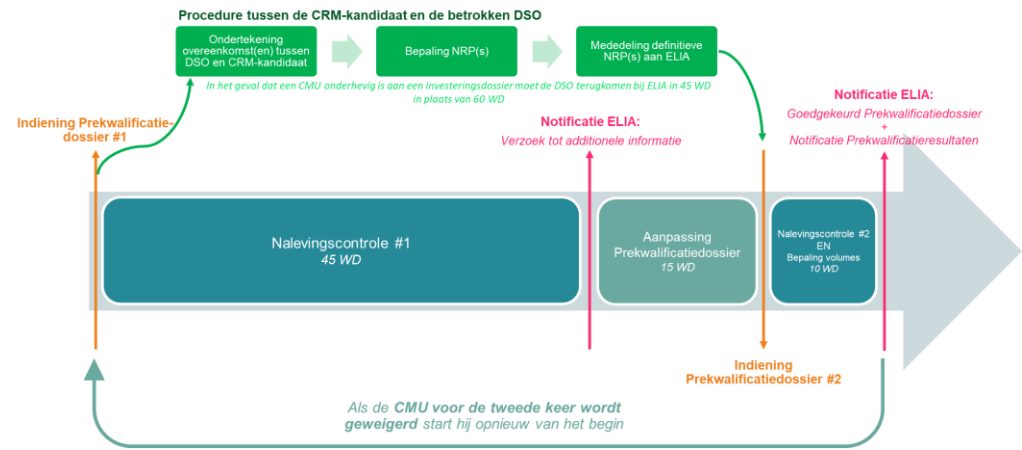 Procedure tussen de CRM-kandidaat en de betrokken DSO
Ondertekening
overeenkomst(en) tussen
DSO en CRM-kandidaat
Bepaling NRP(s)
Mededeling definitieve
NRP(s) aan ELIA
In het geval dat een CMU onderhevig is aan een investeringsdossier moet de DSO terugkomen bij ELIA in 45 WD
in plaats van 60 WD
Indiening Prekwalificatie-
dossier #1
Notificatie ELIA:
Verzoek tot additionele informatie
Notificatie ELIA:
Goedgekeurd Prekwalificatiedossier
+
Notificatie Prekwalificatieresultaten
Nalevingscontrole #1
45 WD
Aanpassing
Prekwalificatiedossier
15 WD
Nalevingscontrole #2
EN
Bepaling volumes
10 WD
Indiening
Prekwalificatiedossier #2
Als de CMU voor de tweede keer wordt
geweigerd start hij opnieuw van het begin